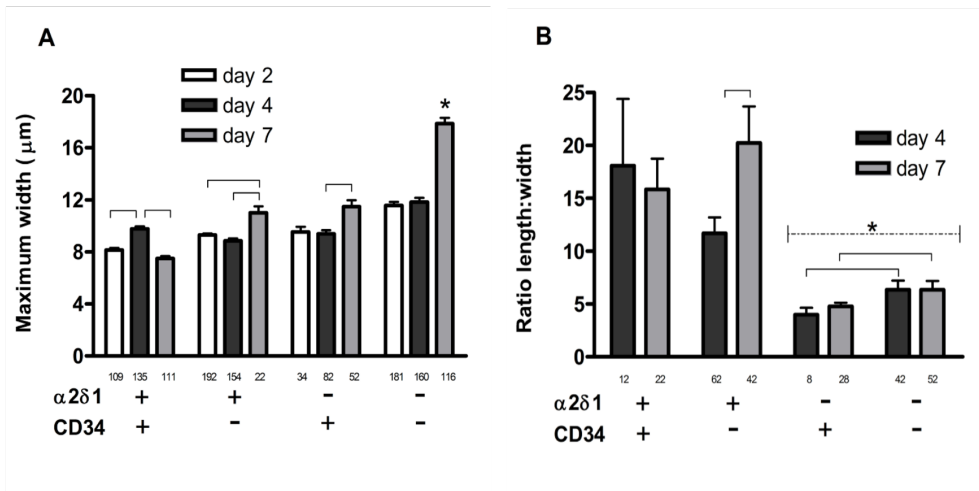 A
day 2
day 4
day 7
Maximum width ( μm)
20
16
12
8
4
0
*
109 135 111 192 154 22 34 82 52 181 160 116
α2δ1 + + - -
CD34 + - + -
B
day 4
day 7
Ratio length:width
25
20
15
10
5
0
*
12 22 62 42 8 28 42 52
α2δ1 + + - -
CD34 + - + -